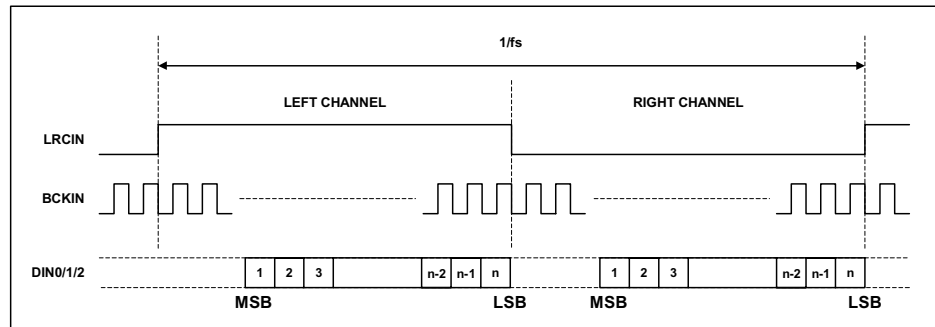 1/fs
LEFT CHANNEL RIGHT CHANNEL
LRCIN
BCKIN
DIN0/1/2 1 2 3 n-2 n-1 n 1 2 3 n-2 n-1 n
MSB LSB MSB LSB